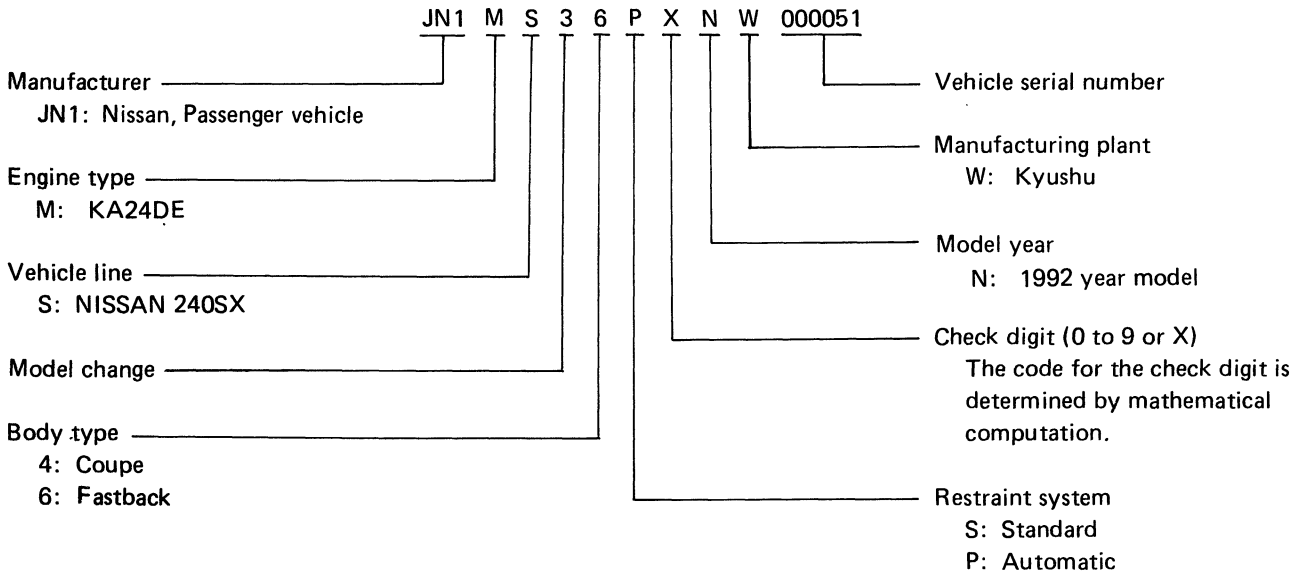 JN1 M S 3 6 P X N W 000051
Manufacturer
JN1: Nissan, Passenger vehicle
Engine type
M: KA24DE
Vehicle line
S: NISSAN 240SX
Model change
Body type
4: Coupe
6: Fastback
Vehicle serial number
Manufacturing plant
W: Kyushu
Model year
N: 1992 year model
Check digit (0 to 9 or X)
The code for the check digit is
determined by mathematical
computation.
Restraint system
S: Standard
P: Automatic